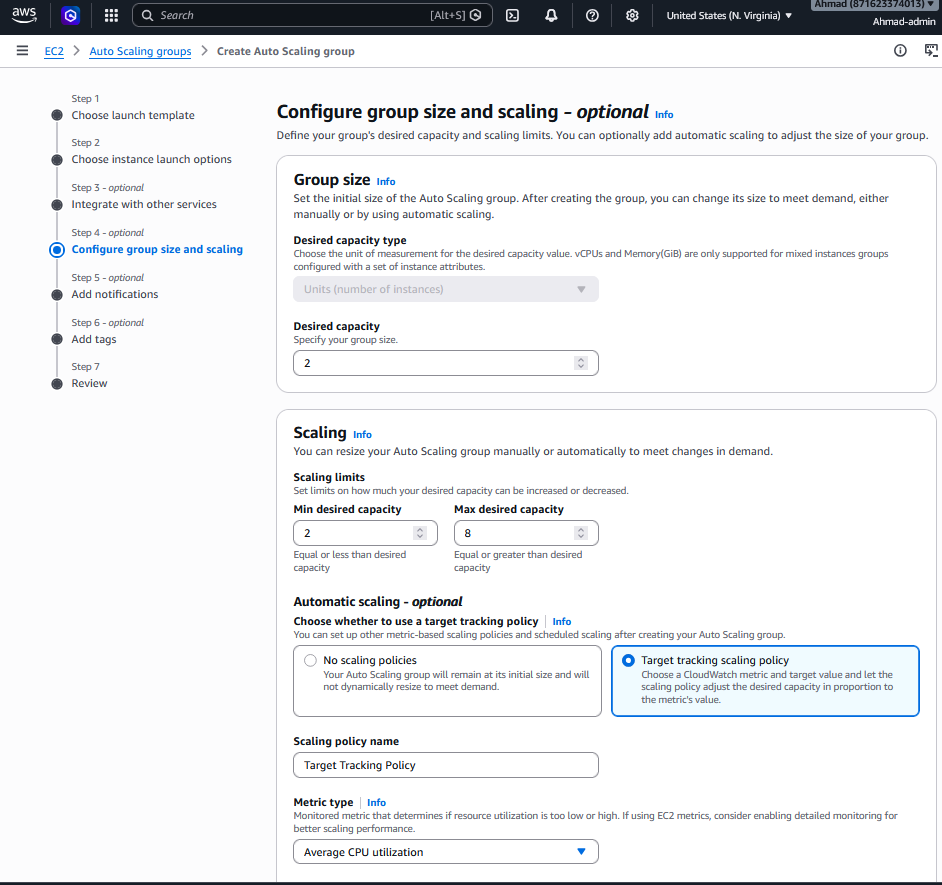 aws
Search
[Alt+S]
United States (N. Virginia)
Ahmad (871623374013)
Ahmad-admin
EC2
Auto Scaling groups
Create Auto Scaling group
Step 1
Choose launch template
Step 2
Choose instance launch options
Step 3 - optional
Integrate with other services
Step 4 - optional
Configure group size and scaling
Step 5 - optional
Add notifications
Step 6 - optional
Add tags
Step 7
Review
Configure group size and scaling - optional Info
Define your group's desired capacity and scaling limits. You can optionally add automatic scaling to adjust the size of your group.
Group size Info
Set the initial size of the Auto Scaling group. After creating the group, you can change its size to meet demand, either
manually or by using automatic scaling.
Desired capacity type
Choose the unit of measurement for the desired capacity value. vCPUs and Memory(GiB) are only supported for mixed instances groups
configured with a set of instance attributes.
Units (number of instances)
Desired capacity
Specify your group size.
2
Scaling Info
You can resize your Auto Scaling group manually or automatically to meet changes in demand.
Scaling limits
Set limits on how much your desired capacity can be increased or decreased.
Min desired capacity
2
Equal or less than desired
capacity
Max desired capacity
8
Equal or greater than desired
capacity
Automatic scaling - optional
Choose whether to use a target tracking policy | Info
You can set up other metric-based scaling policies and scheduled scaling after creating your Auto Scaling group.
No scaling policies
Your Auto Scaling group will remain at its initial size and will
not dynamically resize to meet demand.
Target tracking scaling policy
Choose a CloudWatch metric and target value and let the
scaling policy adjust the desired capacity in proportion to
the metric's value.
Scaling policy name
Target Tracking Policy
Metric type | Info
Monitored metric that determines if resource utilization is too low or high. If using EC2 metrics, consider enabling detailed monitoring for
better scaling performance.
Average CPU utilization